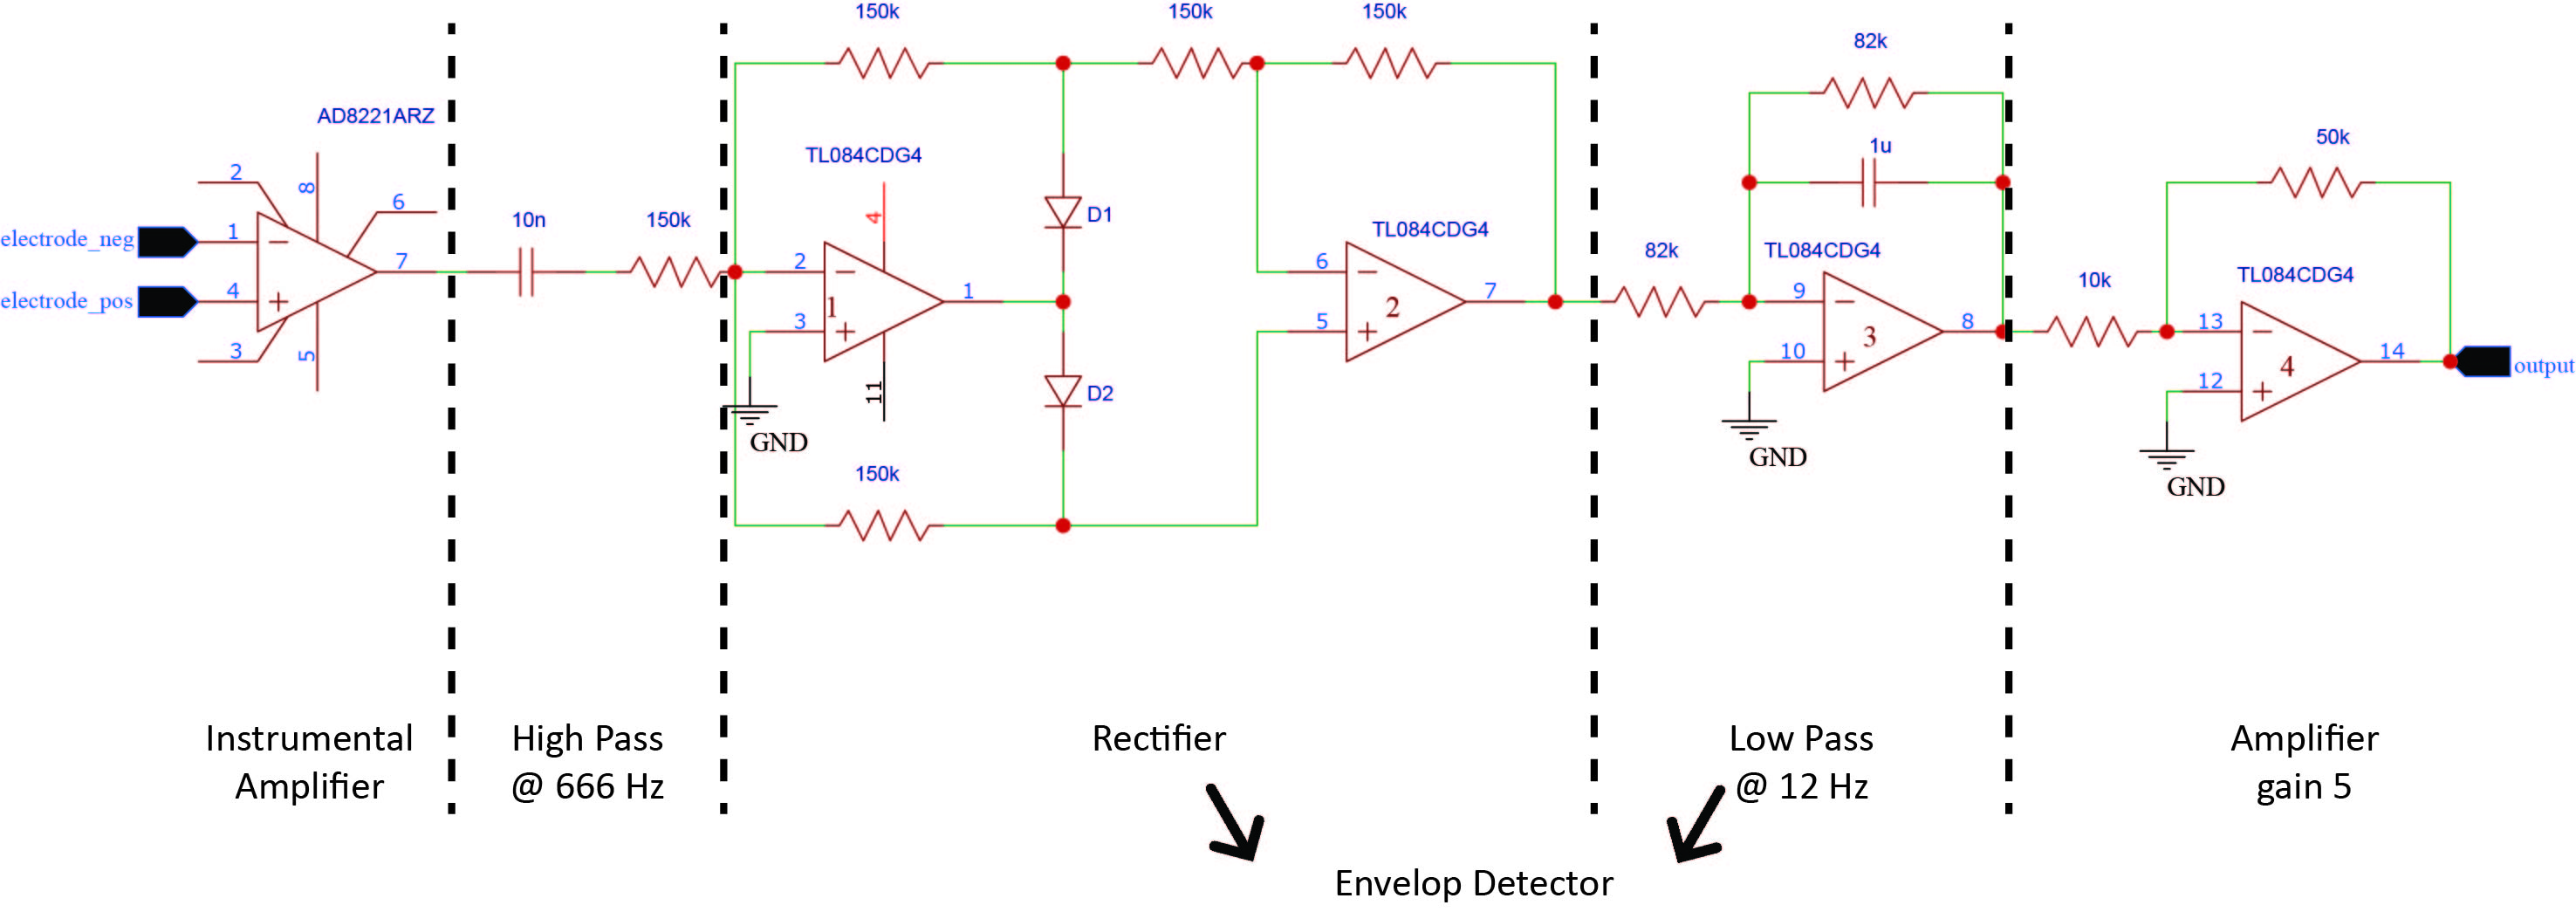 150k
150k
150k
82k
AD8221ARZ
50k
1u
TL084CDG4
2
8
6
4
10n
150k
D1
TL084CDG4
electrode_neg
1
82k
TL084CDG4
7
2
6
TL084CDG4
10k
electrode_pos
4
1
1
7
2
9
3
5
8
13
3
5
10
3
14
4
output
11
D2
12
GND
GND
150k
GND
Instrumental
Amplifier
High Pass
@ 666 Hz
Rectifier
Low Pass
@ 12 Hz
Amplifier
gain 5
Envelop Detector